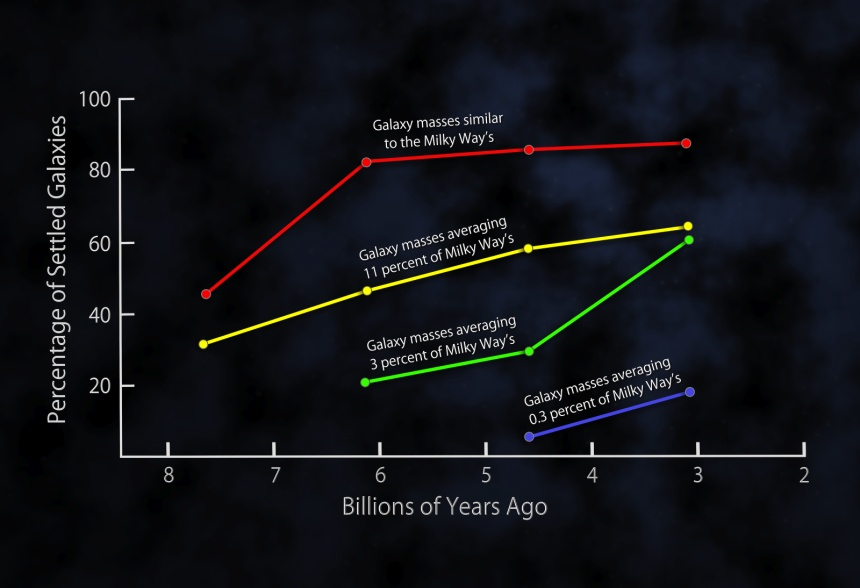 100
80
60
40
20
Percentage of Settled Galaxies
Galaxy masses similar
to the Milky Way's
Galaxy masses averaging
11 percent of Milky Way's
Galaxy masses averaging
3 percent of Milky Way's
Galaxy masses averaging
0.3 percent of Milky Way's
8 7 6 5 4 3 2
Billions of Years Ago